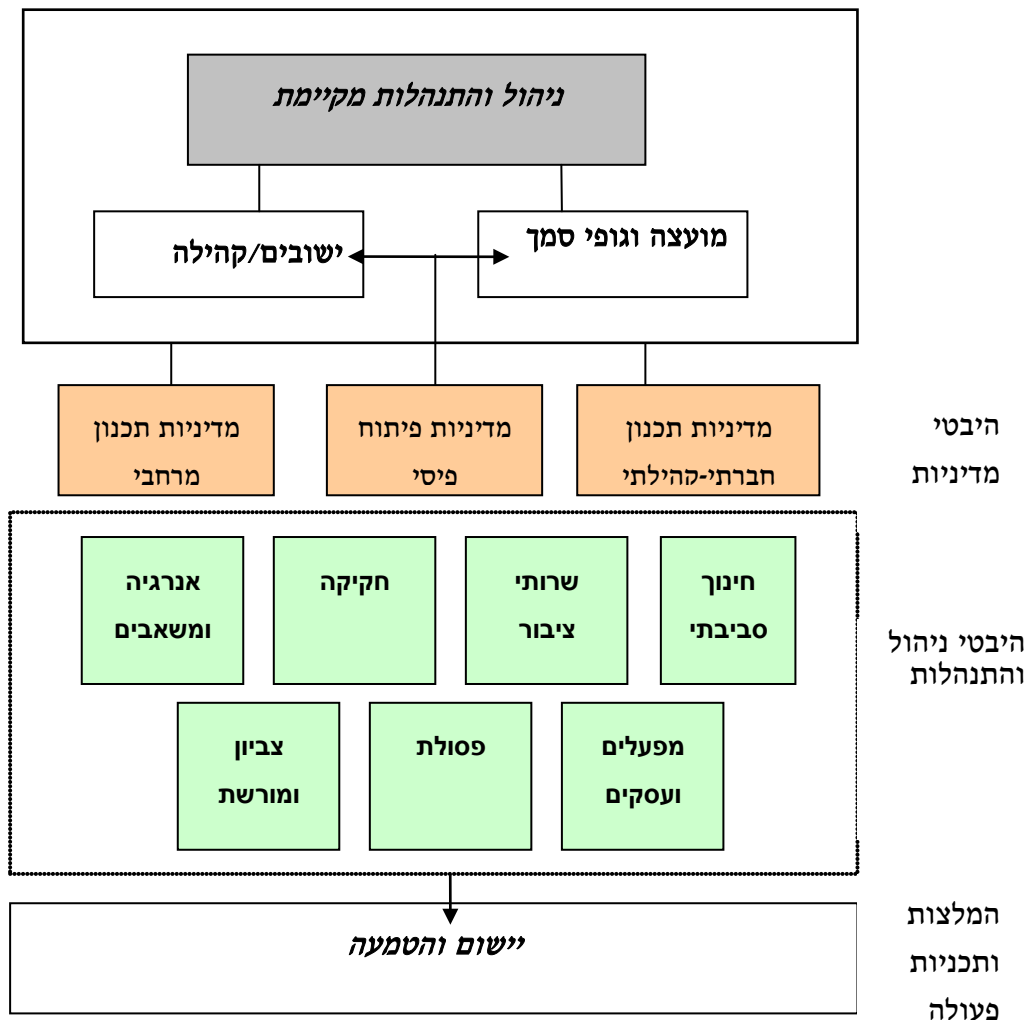 ניהול והתנהלות מקיימת
מועצה וגופי סמך
ישובים/קהילה
היבטי
מדיניות
מדיניות תכנון
חברתי-קהילתי
מדיניות פיתוח
פיסי
מדיניות תכנון
מרחבי
היבטי ניהול
והתנהלות
חינוך
סביבתי
שרותי
ציבור
חקיקה
אנרגיה
ומשאבים
מפעלים
ועסקים
פסולת
צביון
ומורשת
המלצות
ותכניות
פעולה
יישום והטמעה